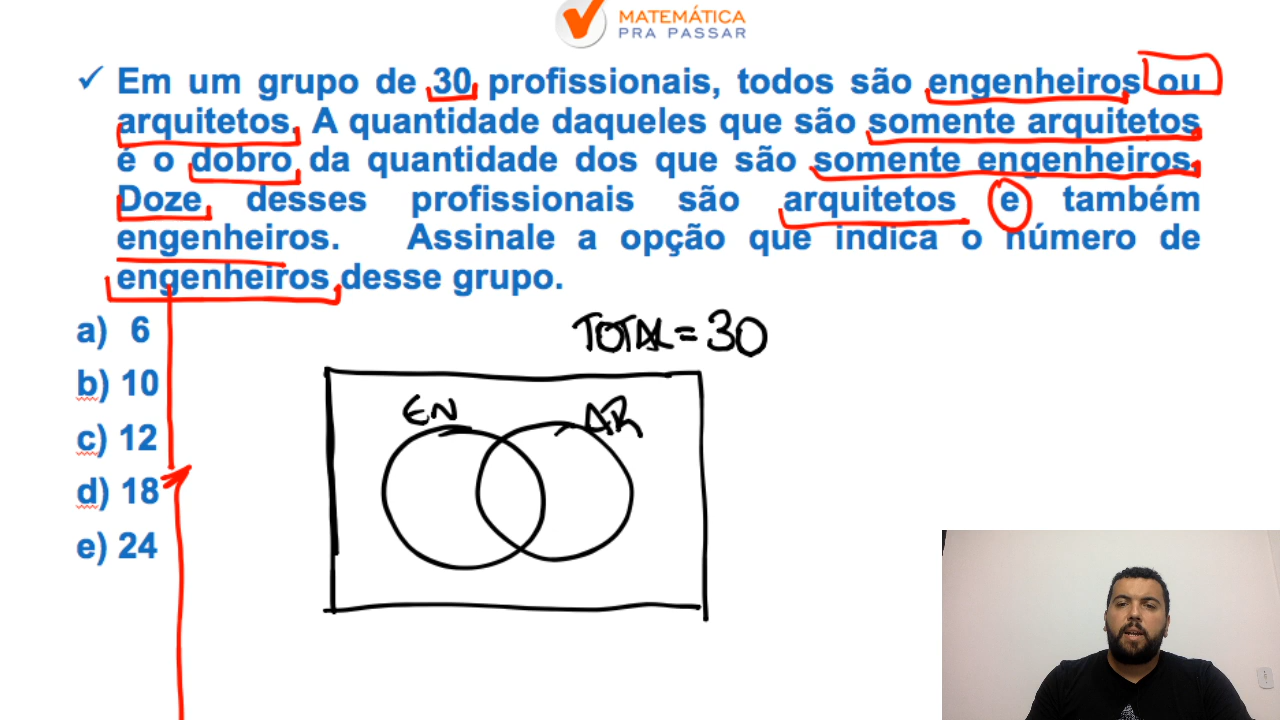 MATEMÁTICA
PRA PASSAR
✓ Em um grupo de 30 profissionais, todos são engenheiros ou
arquitetos. A quantidade daqueles que são somente arquitetos
é o dobro da quantidade dos que são somente engenheiros.
Doze desses profissionais são arquitetos e também
engenheiros. Assinale a opção que indica o número de
engenheiros desse grupo.
a) 6
b) 10
c) 12
d) 18
e) 24
TOTAL = 30
EN
AR